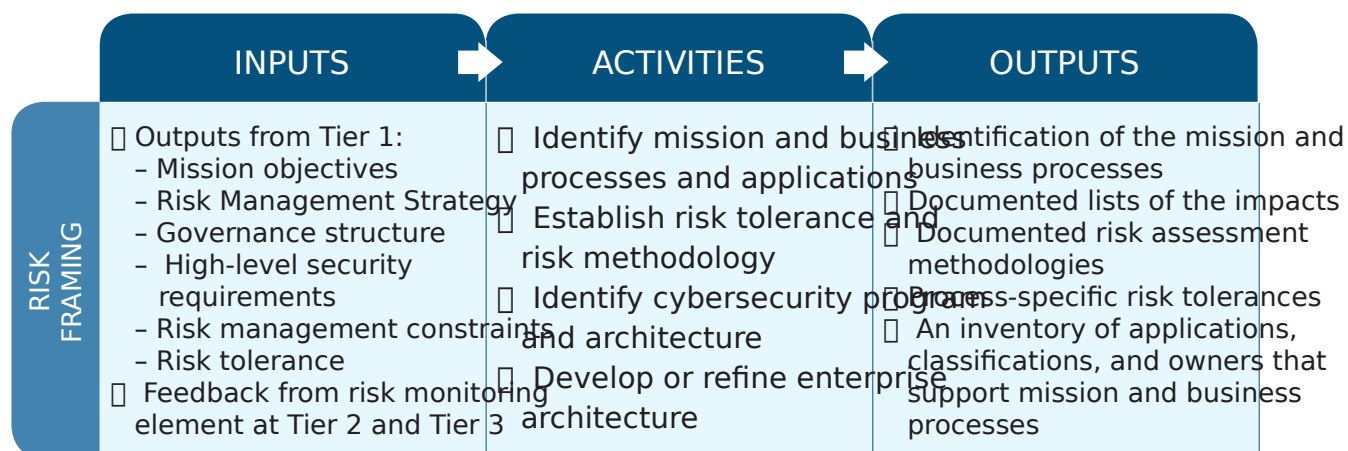 INPUTS
ACTIVITIES
OUTPUTS
RISK
FRAMING
Outputs from Tier 1:
– Mission objectives
– Risk Management Strategy
– Governance structure
– High-level security
requirements
– Risk management constraints
– Risk tolerance
Feedback from risk monitoring
element at Tier 2 and Tier 3
Identify mission and business
processes and applications
Establish risk tolerance and
risk methodology
Identify cybersecurity program
and architecture
Develop or refine enterprise
architecture
Identification of the mission and
business processes
Documented lists of the impacts
Documented risk assessment
methodologies
Process-specific risk tolerances
An inventory of applications,
classifications, and owners that
support mission and business
processes